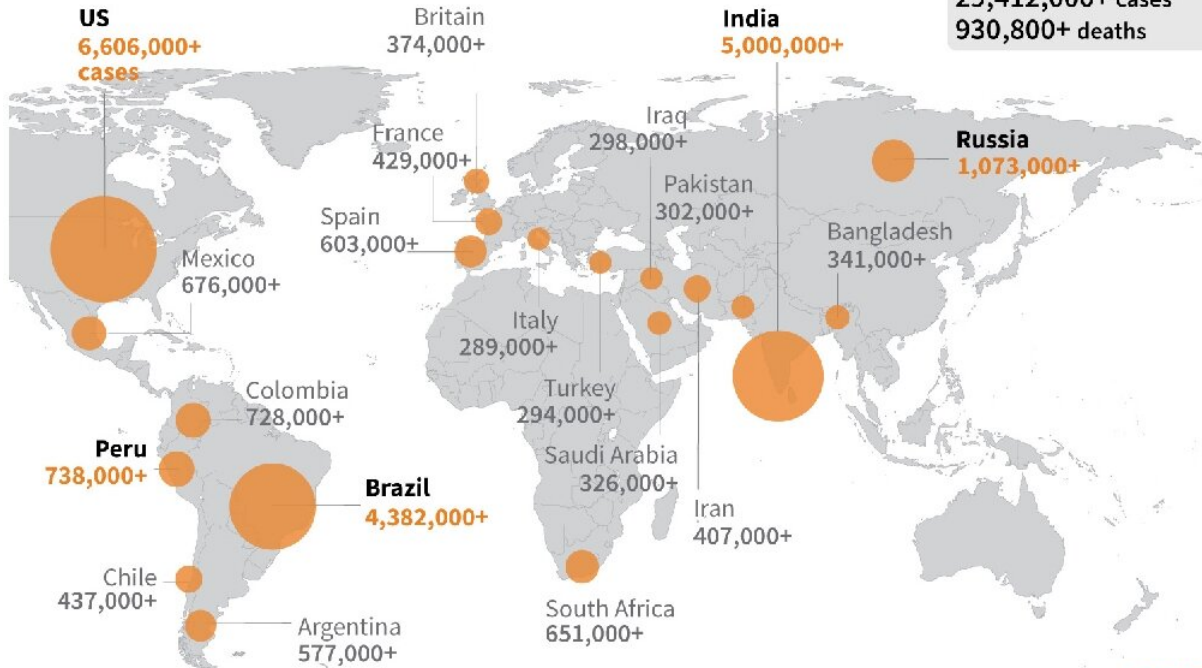 US
6,606,000+
cases
Britain
374,000+
India
5,000,000+
cases
930,800+ deaths
France
429,000+
Iraq
298,000+
Russia
1,073,000+
Pakistan
302,000+
Spain
603,000+
Bangladesh
341,000+
Mexico
676,000+
Italy
289,000+
Colombia
728,000+
Turkey
294,000+
Peru
738,000+
Saudi Arabia
326,000+
Brazil
4,382,000+
Iran
407,000+
Chile
437,000+
South Africa
651,000+
Argentina
577,000+